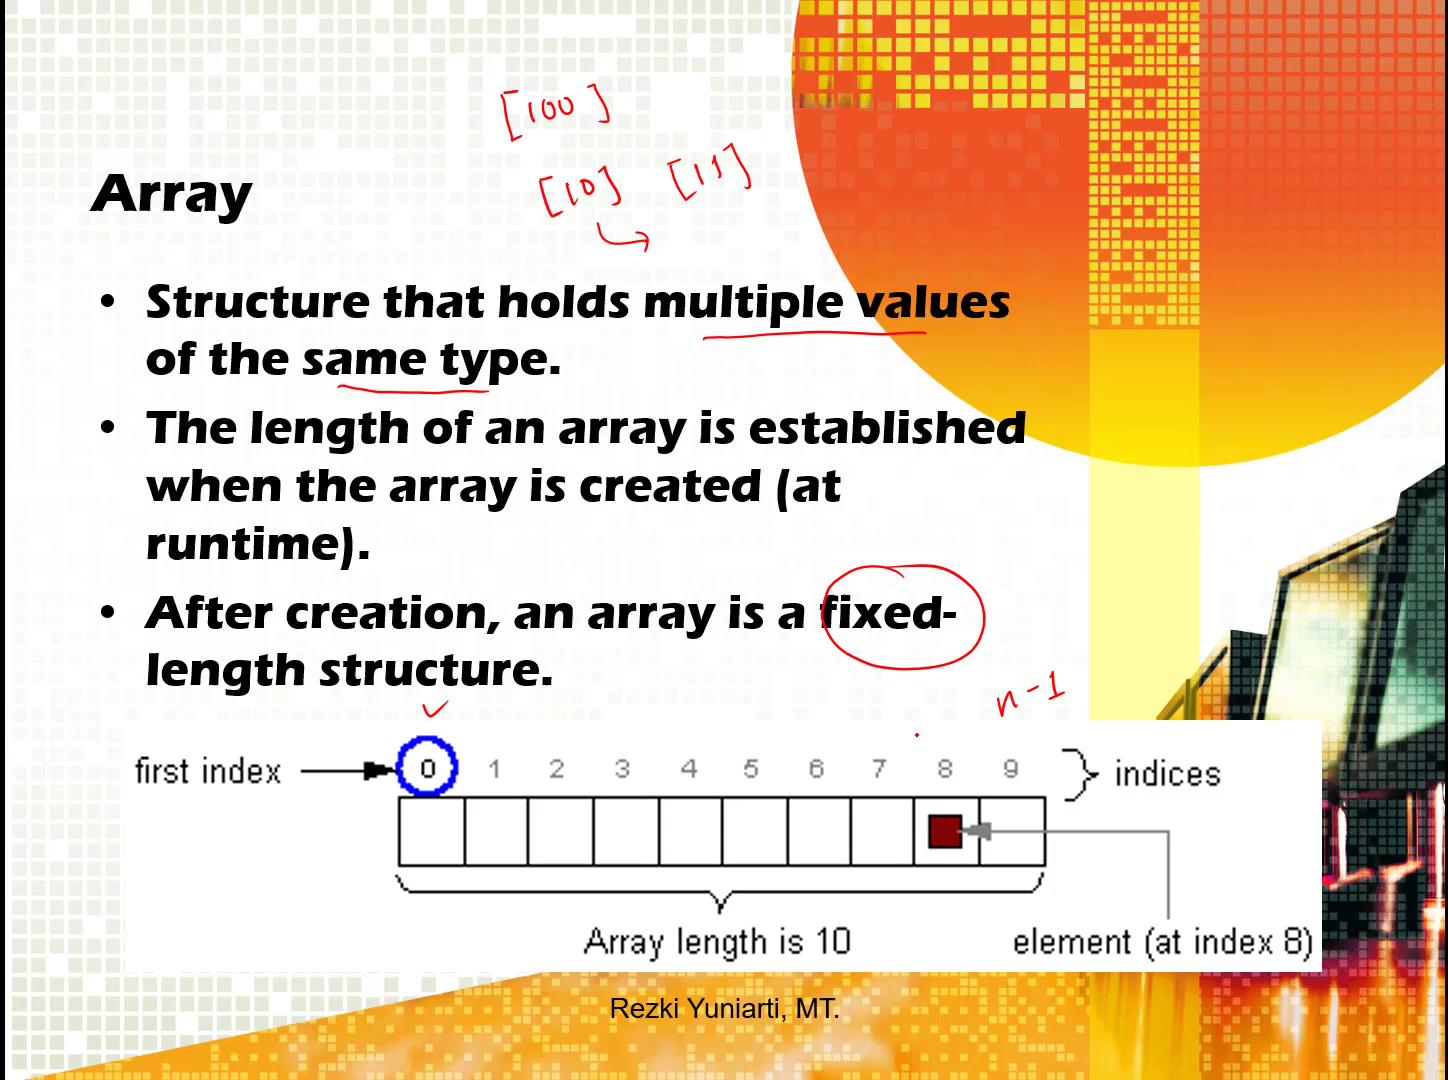 [100]
[10] [11]
Array
• Structure that holds multiple values
of the same type.
• The length of an array is established
when the array is created (at
runtime).
• After creation, an array is a fixed-
length structure.
n-1
first index 0 1 2 3 4 5 6 7 8 9 indices
Array length is 10
element (at index 8)
Rezki Yuniarti, MT.